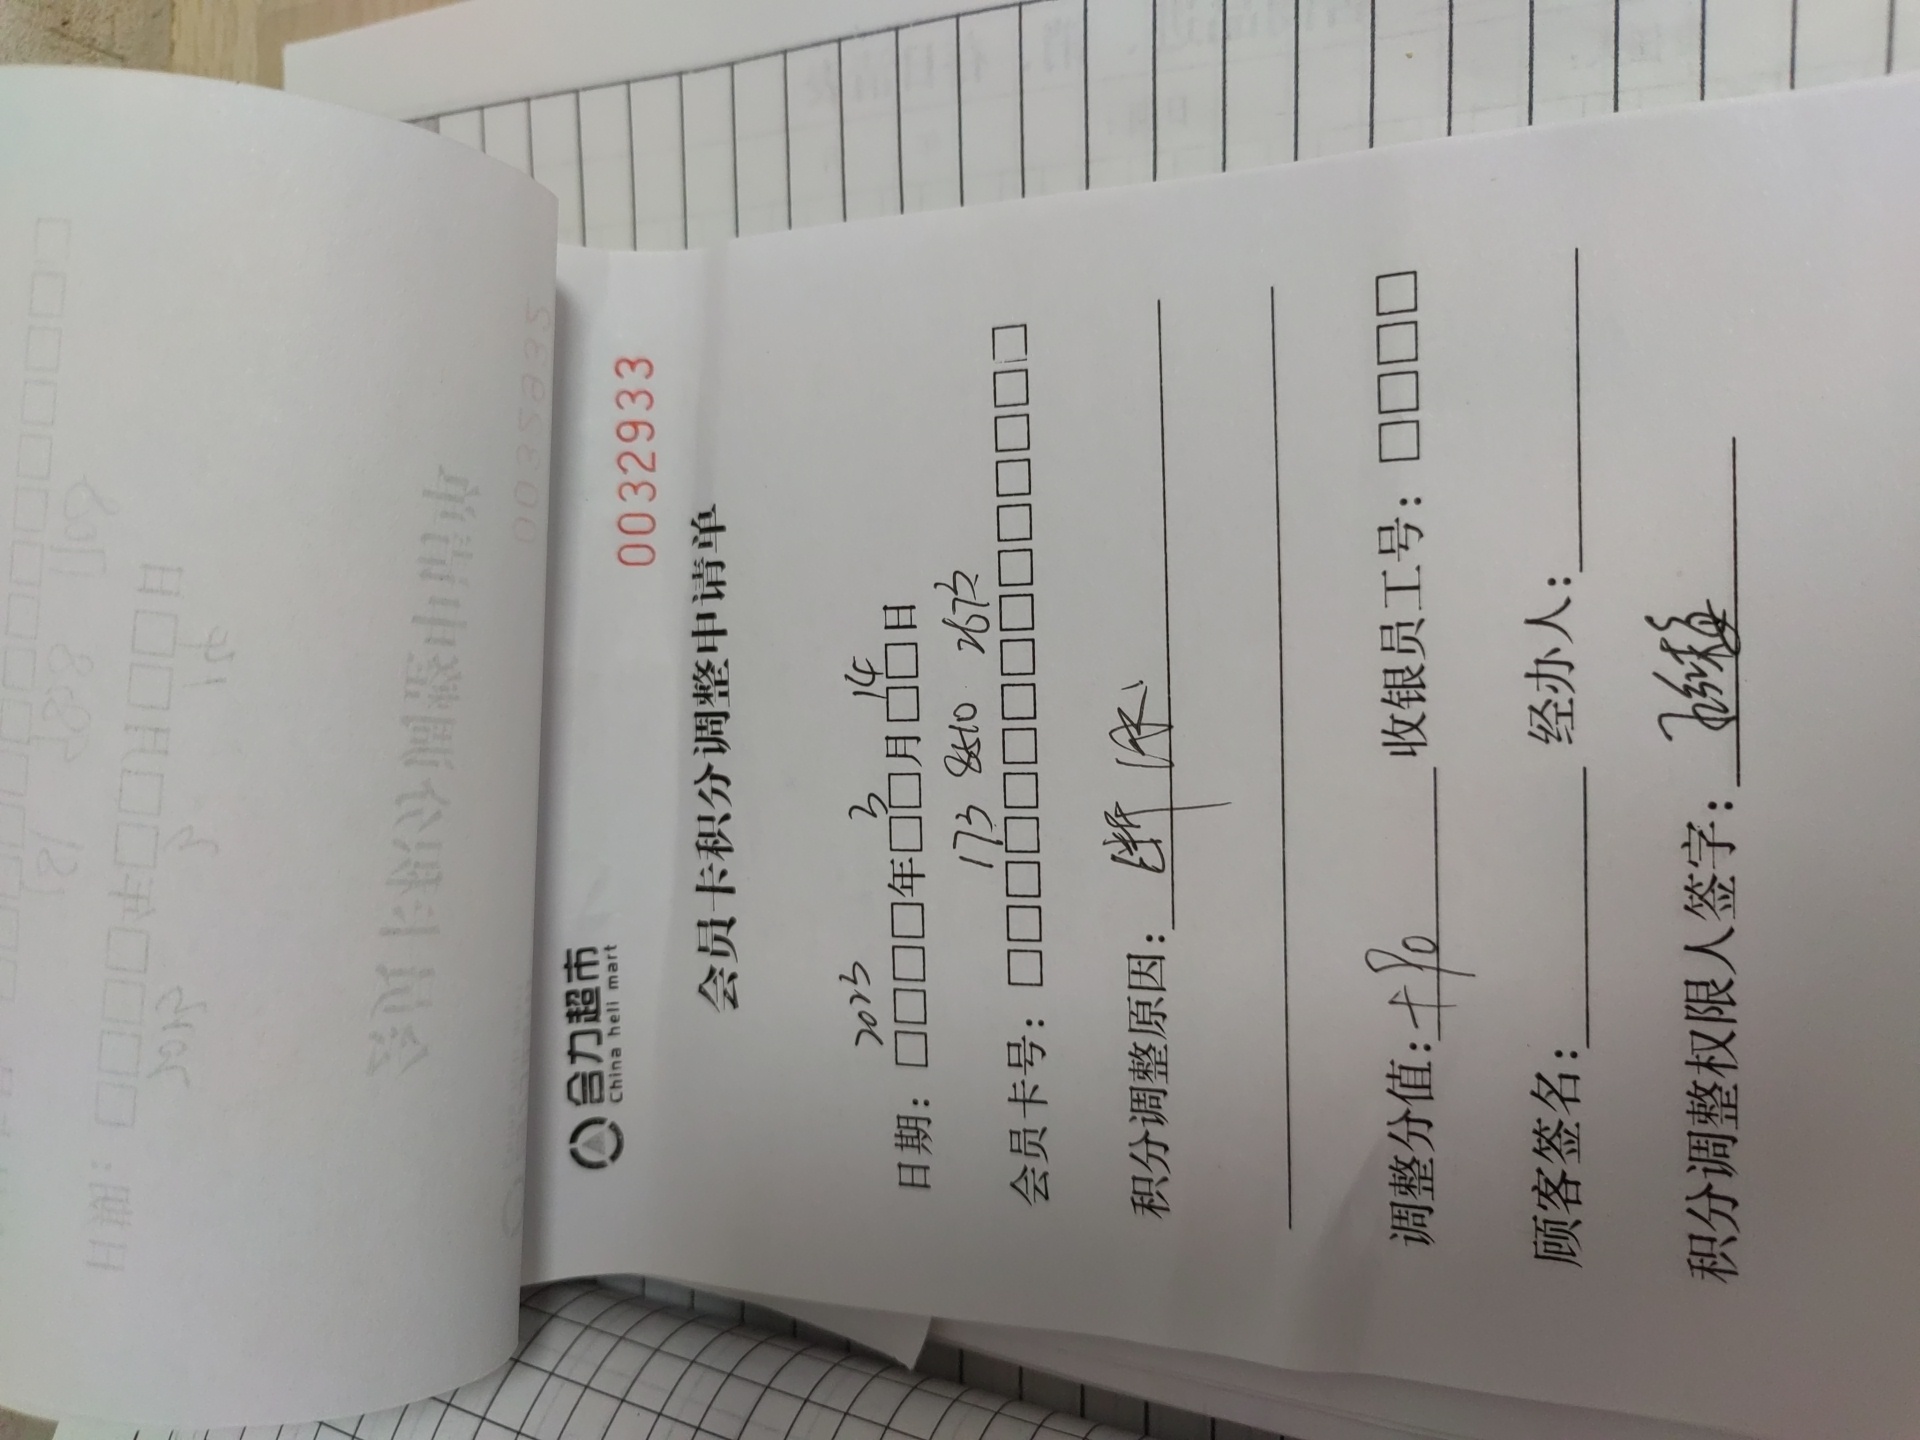 合力超市
China heli mart
0032933
会员卡积分调整申请单
日期：2023年3月14日
会员卡号：173 8510 2673
积分调整原因：
调整分值： 收银员工号：
顾客签名： 经办人：
积分调整权限人签字：